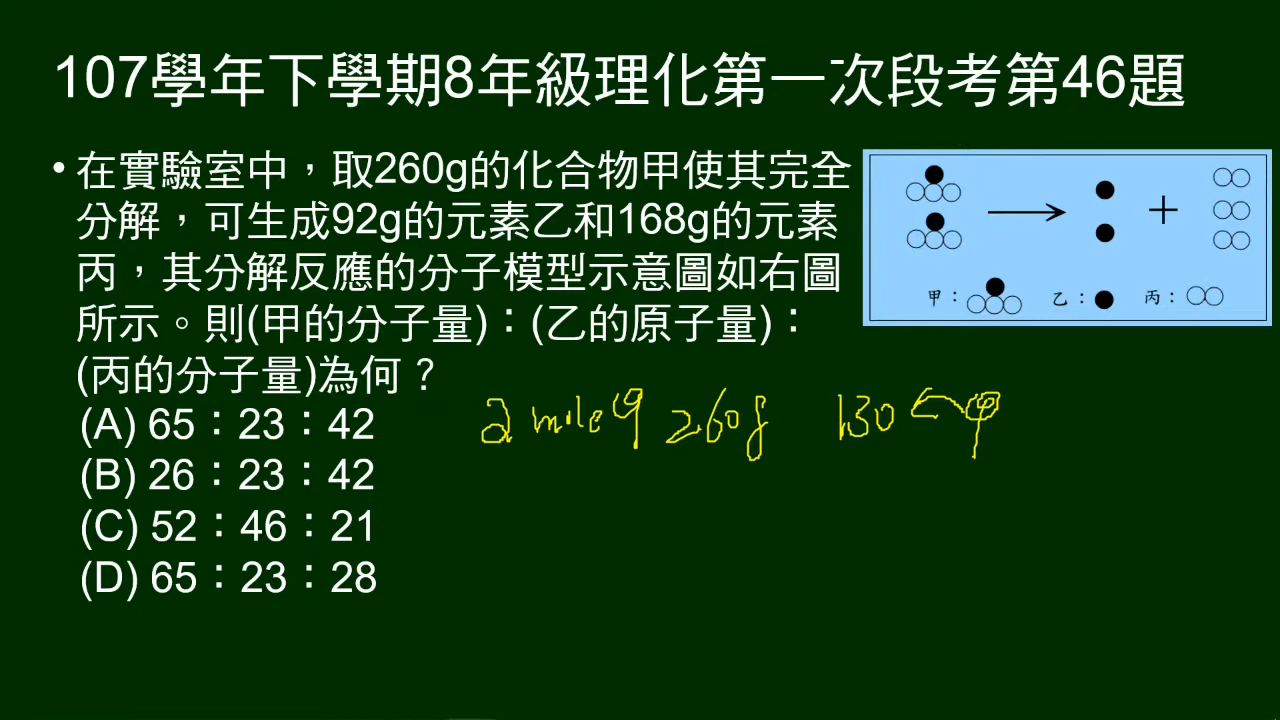 107學年下學期8年級理化第一次段考第46題
• 在實驗室中，取260g的化合物甲使其完全
分解，可生成92g的元素乙和168g的元素
丙，其分解反應的分子模型示意圖如右圖
所示。則(甲的分子量)：(乙的原子量)：
(丙的分子量)為何？
(A) 65：23：42
(B) 26：23：42
(C) 52：46：21
(D) 65：23：28
+
甲： 乙： 丙：
2 mole 甲 260g 130 ← 甲